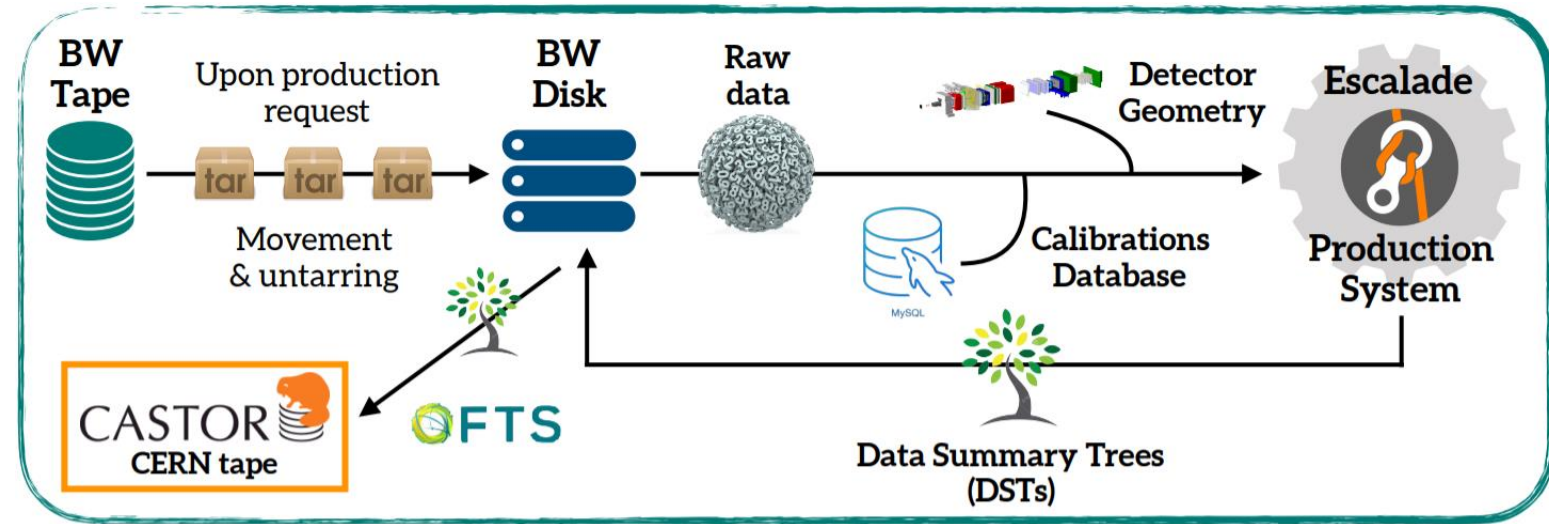 BW
Tape
Upon production
request
tar
tar
tar
Movement
& untarring
BW
Disk
Raw
data
Detector
Geometry
MySQL
Calibrations
Database
Escalade
Production
System
Data Summary Trees
(DSTs)
FTS
CASTOR
CERN tape